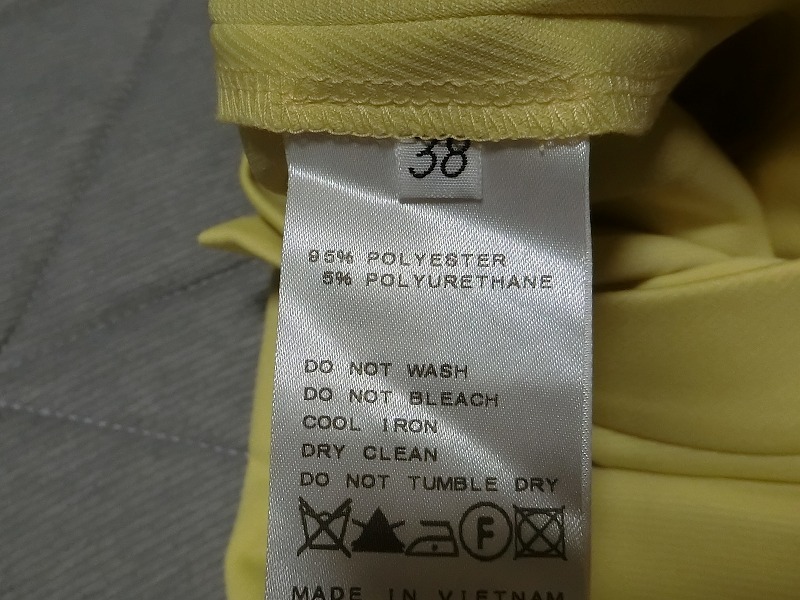 38
95% POLYESTER
5% POLYURETHANE
DO NOT WASH
DO NOT BLEACH
COOL IRON
DRY CLEAN
DO NOT TUMBLE DRY
F
MADE IN VIETNAM